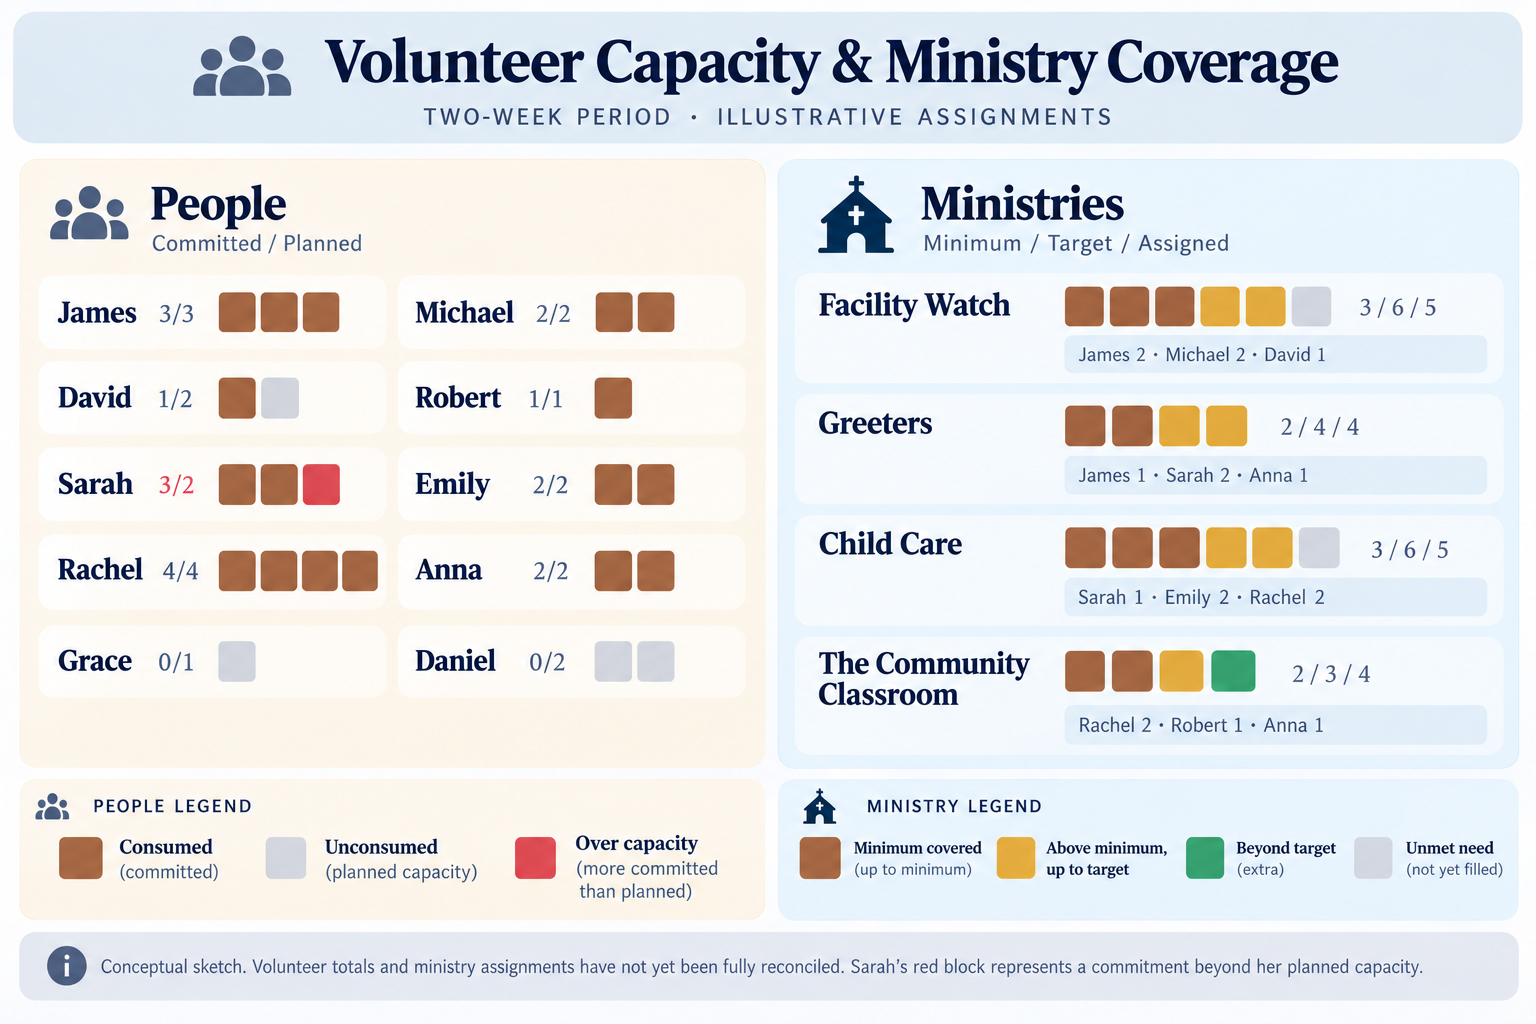 Volunteer Capacity & Ministry Coverage
TWO-WEEK PERIOD · ILLUSTRATIVE ASSIGNMENTS
People
Committed / Planned
James 3/3
Michael 2/2
David 1/2
Robert 1/1
Sarah 3/2
Emily 2/2
Rachel 4/4
Anna 2/2
Grace 0/1
Daniel 0/2
Ministries
Minimum / Target / Assigned
Facility Watch 3 / 6 / 5
James 2 · Michael 2 · David 1
Greeters 2 / 4 / 4
James 1 · Sarah 2 · Anna 1
Child Care 3 / 6 / 5
Sarah 1 · Emily 2 · Rachel 2
The Community
Classroom
2 / 3 / 4
Rachel 2 · Robert 1 · Anna 1
PEOPLE LEGEND
Consumed
(committed)
Unconsumed
(planned capacity)
Over capacity
(more committed
than planned)
MINISTRY LEGEND
Minimum covered
(up to minimum)
Above minimum,
up to target
Beyond target
(extra)
Unmet need
(not yet filled)
i
Conceptual sketch. Volunteer totals and ministry assignments have not yet been fully reconciled. Sarah's red block represents a commitment beyond her planned capacity.